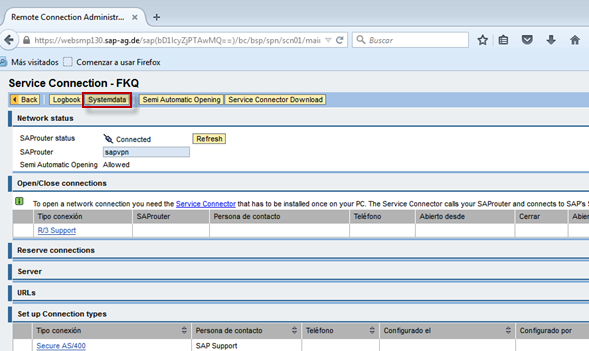 Remote Connection Administr...
https://websmp130.sap-ag.de/sap(bD1lcyZjPTAwMQ==)/bc/bsp/spn/scn01/mai
Buscar
Más visitados Comenzar a usar Firefox
Service Connection - FKQ
Back Logbook Systemdata Semi Automatic Opening Service Connector Download
Network status
SAProuter status Connected Refresh
SAProuter sapvpn
Semi Automatic Opening Allowed
Open/Close connections
To open a network connection you need the Service Connector that has to be installed once on your PC. The Service Connector calls your SAProuter and connects to SAP's S
Tipo conexión SAProuter Persona de contacto Teléfono Abierto desde Cerrar Abier
R/3 Support
Reserve connections
Server
URLs
Set up Connection types
Tipo conexión Persona de contacto Teléfono Configurado el Configurado por
Secure AS/400 SAP Support